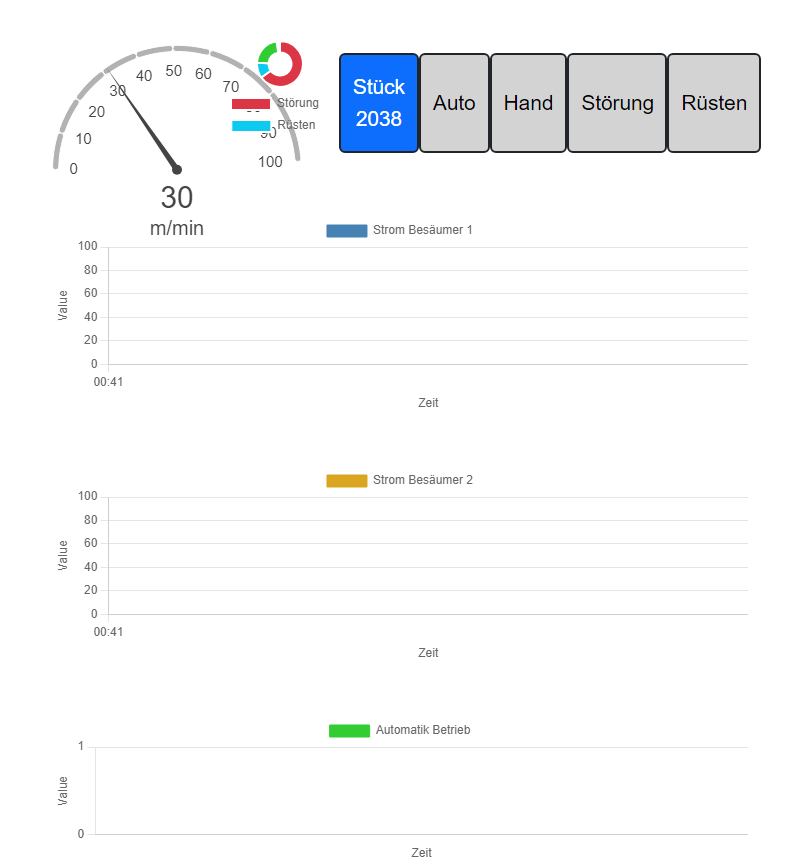 0
10
20
30
40
50
60
70
90
100
30
m/min
Störung
Rüsten
Stück
2038
Auto
Hand
Störung
Rüsten
Strom Besäumer 1
100
80
60
40
20
0
Value
00:41
Zeit
Strom Besäumer 2
100
80
60
40
20
0
Value
00:41
Zeit
Automatik Betrieb
1
0
Value
Zeit